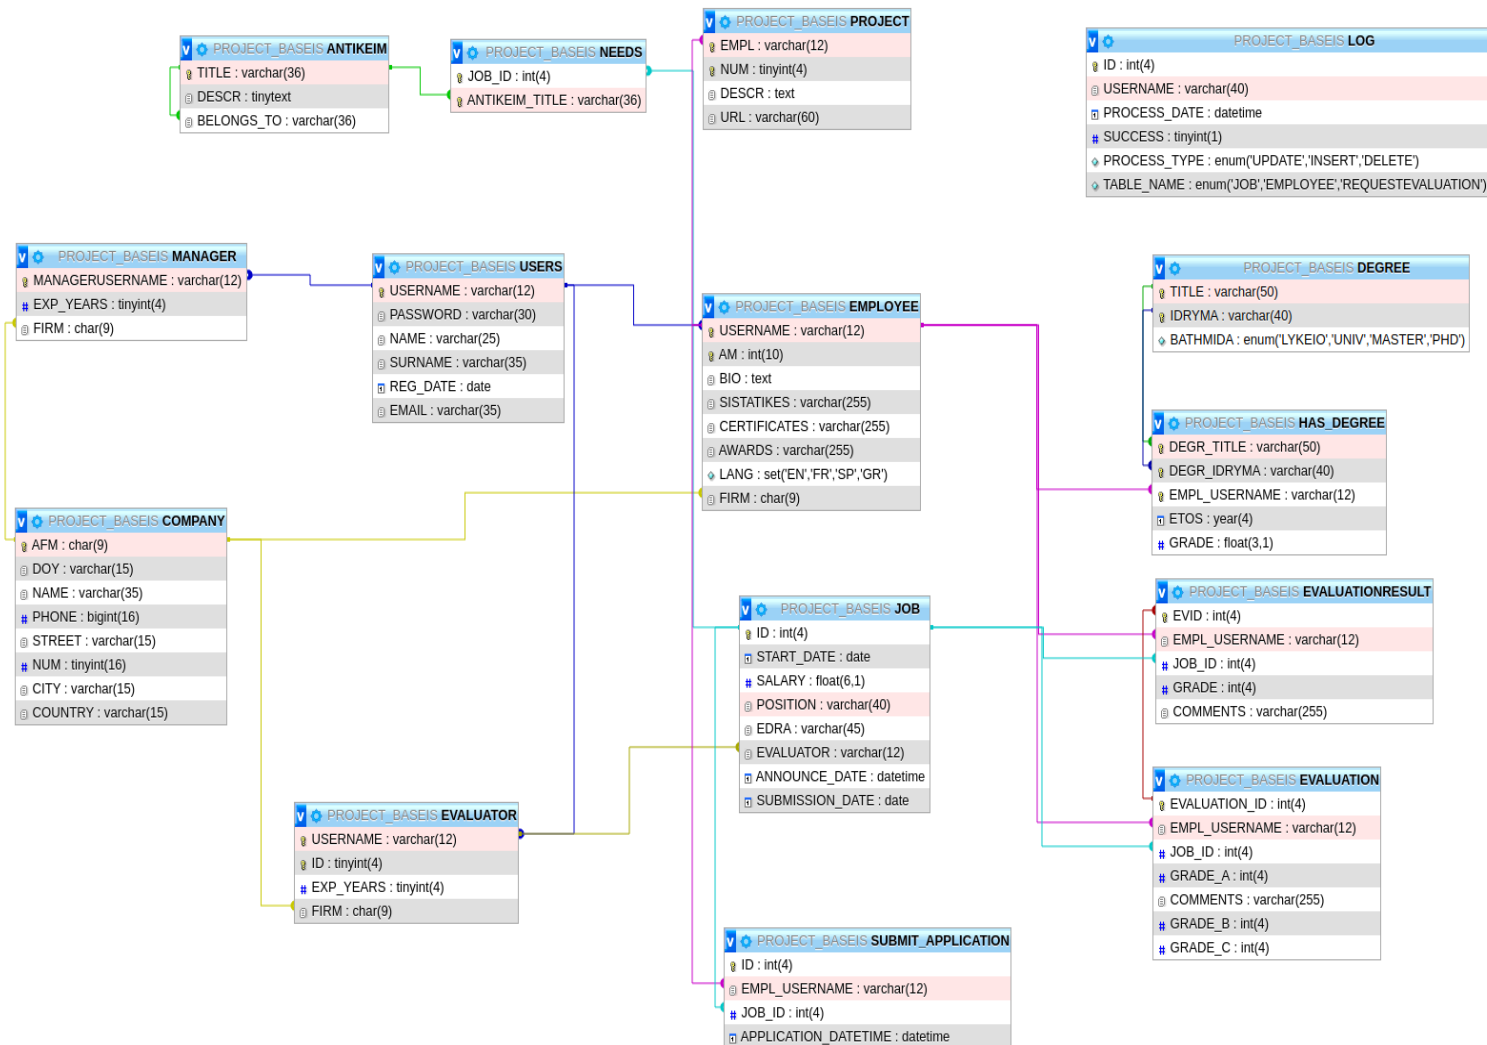 PROJECT_BASEIS ANTIKEIM
TITLE : varchar(36)
DESCR : tinytext
BELONGS_TO : varchar(36)
PROJECT_BASEIS NEEDS
JOB_ID : int(4)
ANTIKEIM_TITLE : varchar(36)
PROJECT_BASEIS PROJECT
EMPL : varchar(12)
NUM : tinyint(4)
DESCR : text
URL : varchar(60)
PROJECT_BASEIS LOG
ID : int(4)
USERNAME : varchar(40)
PROCESS_DATE : datetime
SUCCESS : tinyint(1)
PROCESS_TYPE : enum('UPDATE','INSERT','DELETE')
TABLE_NAME : enum('JOB','EMPLOYEE','REQUESTEVALUATION')
PROJECT_BASEIS MANAGER
MANAGERUSERNAME : varchar(12)
EXP_YEARS : tinyint(4)
FIRM : char(9)
PROJECT_BASEIS USERS
USERNAME : varchar(12)
PASSWORD : varchar(30)
NAME : varchar(25)
SURNAME : varchar(35)
REG_DATE : date
EMAIL : varchar(35)
PROJECT_BASEIS EMPLOYEE
USERNAME : varchar(12)
AM : int(10)
BIO : text
SISTATIKES : varchar(255)
CERTIFICATES : varchar(255)
AWARDS : varchar(255)
LANG : set('EN','FR','SP','GR')
FIRM : char(9)
PROJECT_BASEIS DEGREE
TITLE : varchar(50)
IDRYMA : varchar(40)
BATHMIDA : enum('LYKEIO','UNIV','MASTER','PHD')
PROJECT_BASEIS HAS_DEGREE
DEGR_TITLE : varchar(50)
DEGR_IDRYMA : varchar(40)
EMPL_USERNAME : varchar(12)
ETOS : year(4)
GRADE : float(3,1)
PROJECT_BASEIS COMPANY
AFM : char(9)
DOY : varchar(15)
NAME : varchar(35)
PHONE : bigint(16)
STREET : varchar(15)
NUM : tinyint(16)
CITY : varchar(15)
COUNTRY : varchar(15)
PROJECT_BASEIS JOB
ID : int(4)
START_DATE : date
SALARY : float(6,1)
POSITION : varchar(40)
EDRA : varchar(45)
EVALUATOR : varchar(12)
ANNOUNCE_DATE : datetime
SUBMISSION_DATE : date
PROJECT_BASEIS EVALUATIONRESULT
EVID : int(4)
EMPL_USERNAME : varchar(12)
JOB_ID : int(4)
GRADE : int(4)
COMMENTS : varchar(255)
PROJECT_BASEIS EVALUATOR
USERNAME : varchar(12)
ID : tinyint(4)
EXP_YEARS : tinyint(4)
FIRM : char(9)
PROJECT_BASEIS EVALUATION
EVALUATION_ID : int(4)
EMPL_USERNAME : varchar(12)
JOB_ID : int(4)
GRADE_A : int(4)
COMMENTS : varchar(255)
GRADE_B : int(4)
GRADE_C : int(4)
PROJECT_BASEIS SUBMIT_APPLICATION
ID : int(4)
EMPL_USERNAME : varchar(12)
JOB_ID : int(4)
APPLICATION_DATETIME : datetime